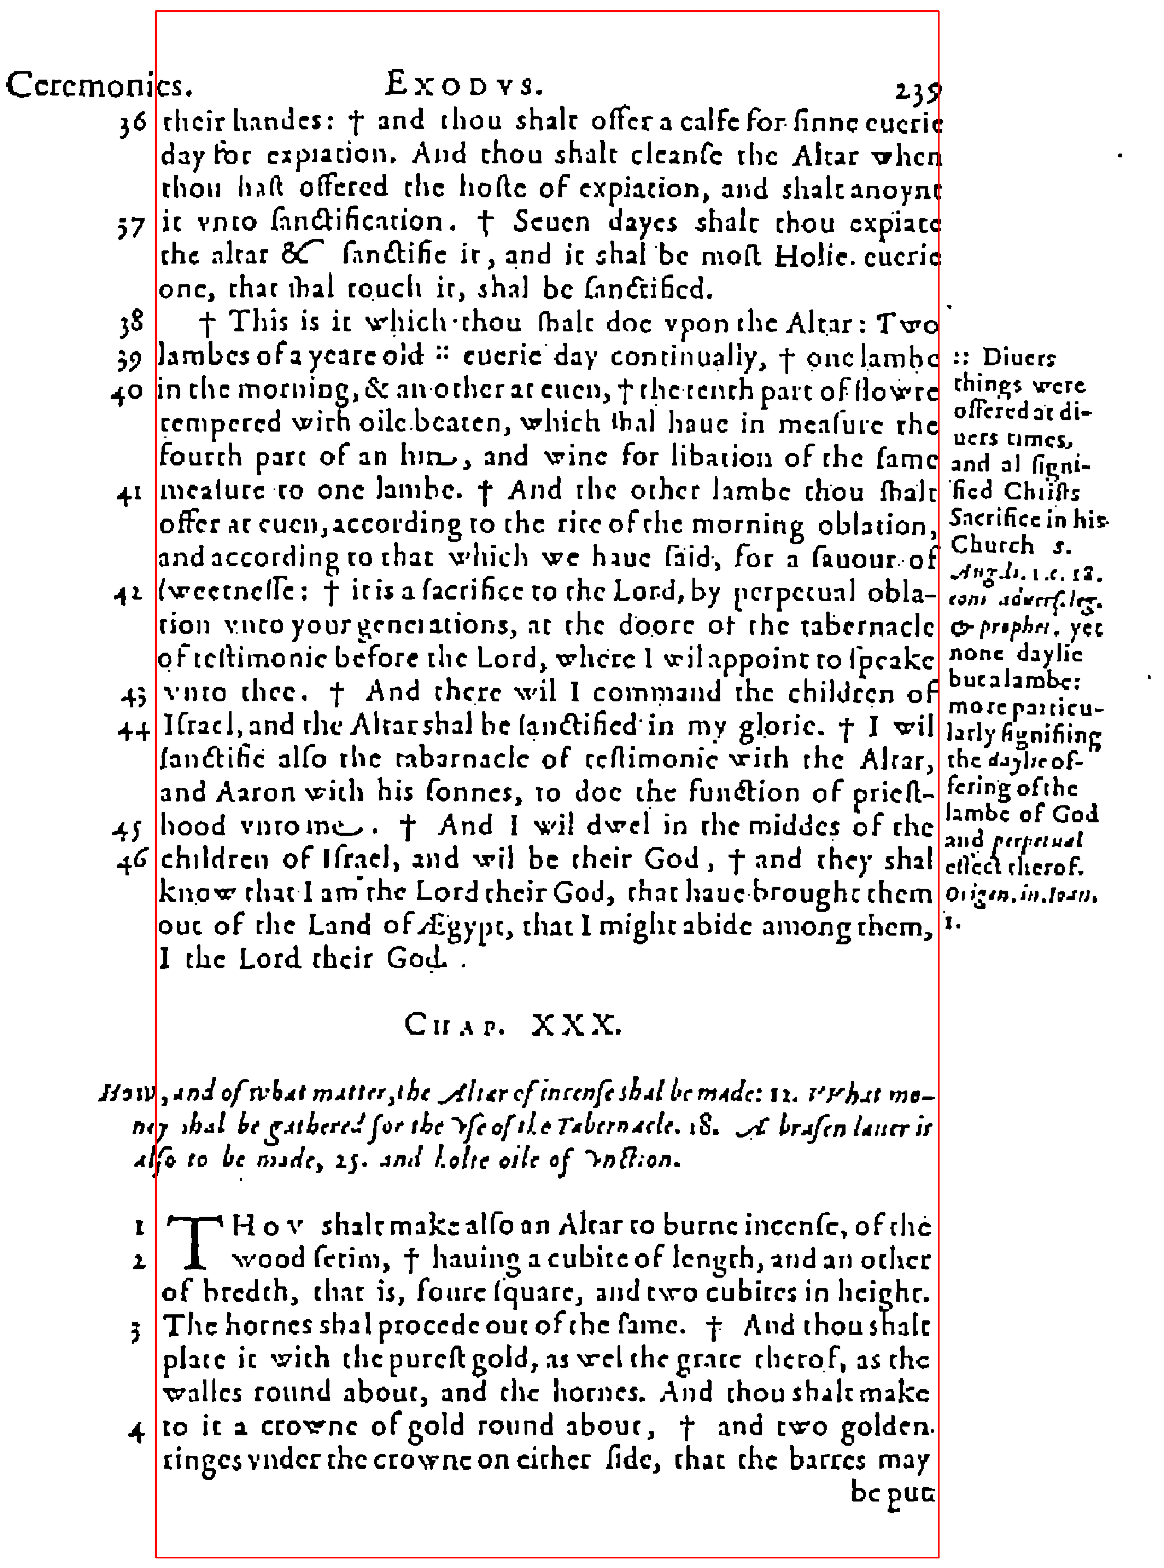 Ceremonies. EXODVS. 239
36 their handes: † and thou shalt offer a calfe for ſinne euerie
day for expiation. And thou shalt cleanſe the Altar when
thou haſt offered the hoſte of expiation, and shalt anoynt
37 it vnto ſanctification. † Seuen dayes shalt thou expiate
the altar & ſanctifie it, and it shal be moſt Holie. euerie
one, that ſhal touch it, shal be ſanctified.
38 † This is it which thou ſhalt doe vpon the Altar: Two
39 lambes of a yeare old :: euerie day continually, † one lambe
40 in the morning, & an other at euen, † the tenth part of flowre
tempered with oile beaten, which ſhal haue in meaſure the
fourth part of an hin, and wine for libation of the ſame
41 meaſure to one lambe. † And the other lambe thou ſhalt
offer at euen, according to the rite of the morning oblation,
and according to that which we haue ſaid, for a ſauour of
42 ſweetneſſe: † it is a ſacrifice to the Lord, by perpetual obla-
tion vnto your generations, at the doore of the tabernacle
of teſtimonie before the Lord, where I wil appoint to ſpeake
43 vnto thee. † And there wil I command the children of
44 Iſrael, and the Altar shal be ſanctified in my glorie. † I wil
ſanctifie alſo the tabarnacle of teſtimonie with the Altar,
and Aaron with his ſonnes, to doe the function of prieſt-
45 hood vnto me. † And I wil dwel in the middes of the
46 children of Iſrael, and wil be their God, † and they shal
know that I am the Lord their God, that haue brought them
out of the Land of Ægypt, that I might abide among them,
I the Lord their God.
:: Diuers
things were
offered at di-
uers times,
and al ſigni-
fied Chriſts
Sacrifice in his
Church S.
Aug. li. 1. c. 18.
cont aduerſ. leg.
& prophet. yet
none daylie
but a lambe:
more particu-
larly ſignifiing
the daylie of-
fering of the
lambe of God
and perpetual
effect therof.
Origen. in. Ioan.
1.
CHAP. XXX.
How, and of what matter, the Altar of incenſe shal be made: 12. VVhat mo-
ney shal be gathered for the vſe of the Tabernacle. 18. A braſen lauer is
alſo to be made, 25. and holie oile of vnction.
1 THOV shalt make alſo an Altar to burne incenſe, of the
2 wood ſetim, † hauing a cubite of length, and an other
of bredth, that is, foure ſquare, and two cubites in height.
3 The hornes shal procede out of the ſame. † And thou shalt
plate it with the pureſt gold, as wel the grate therof, as the
walles round about, and the hornes. And thou shalt make
4 to it a crowne of gold round about, † and two golden
ringes vnder the crowne on either ſide, that the barres may
be put